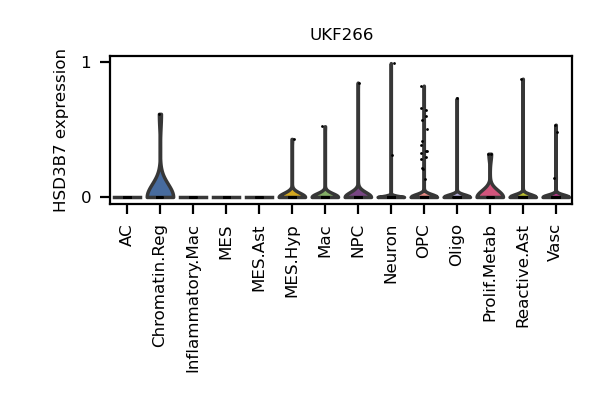 UKF266
HSD3B7 expression
1
0
AC
Chromatin.Reg
Inflammatory.Mac
MES
MES.Ast
MES.Hyp
Mac
NPC
Neuron
OPC
Oligo
Prolif.Metab
Reactive.Ast
Vasc